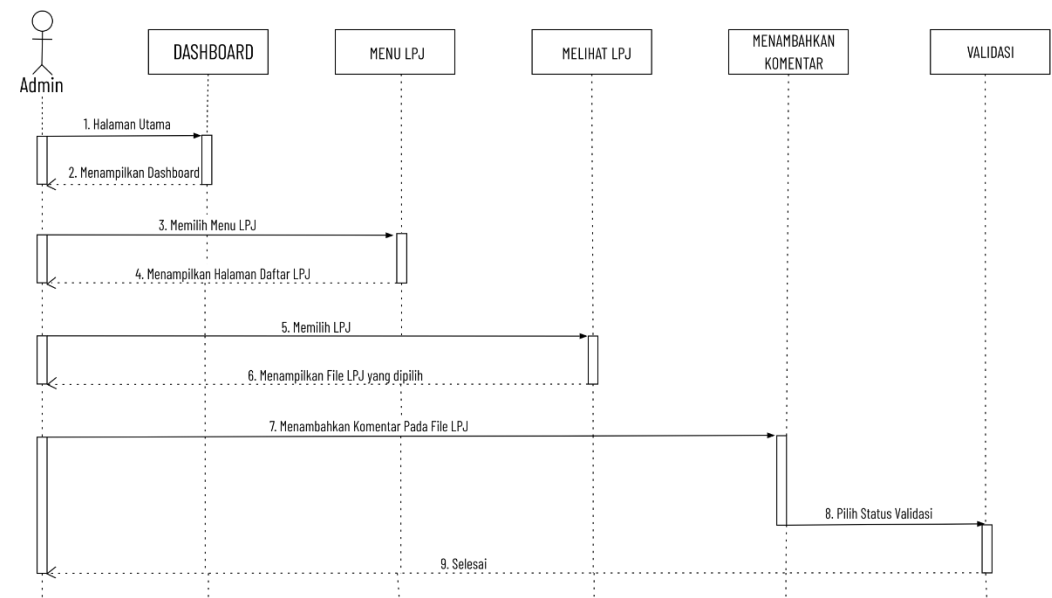 Admin
DASHBOARD
MENU LPJ
MELIHAT LPJ
MENAMBAHKAN
KOMENTAR
VALIDASI
1. Halaman Utama
2. Menampilkan Dashboard
3. Memilih Menu LPJ
4. Menampilkan Halaman Daftar LPJ
5. Memilih LPJ
6. Menampilkan File LPJ yang dipilih
7. Menambahkan Komentar Pada File LPJ
8. Pilih Status Validasi
9. Selesai